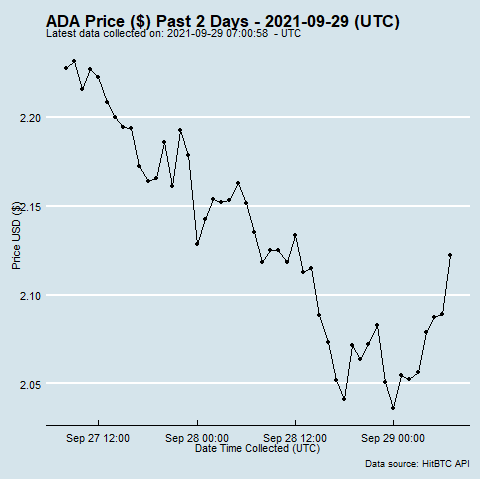 ADA Price ($) Past 2 Days - 2021-09-29 (UTC)
Latest data collected on: 2021-09-29 07:00:58 - UTC
2.20
2.15
2.10
2.05
Price USD ($)
Sep 27 12:00
Sep 28 00:00
Sep 28 12:00
Sep 29 00:00
Date Time Collected (UTC)
Data source: HitBTC API